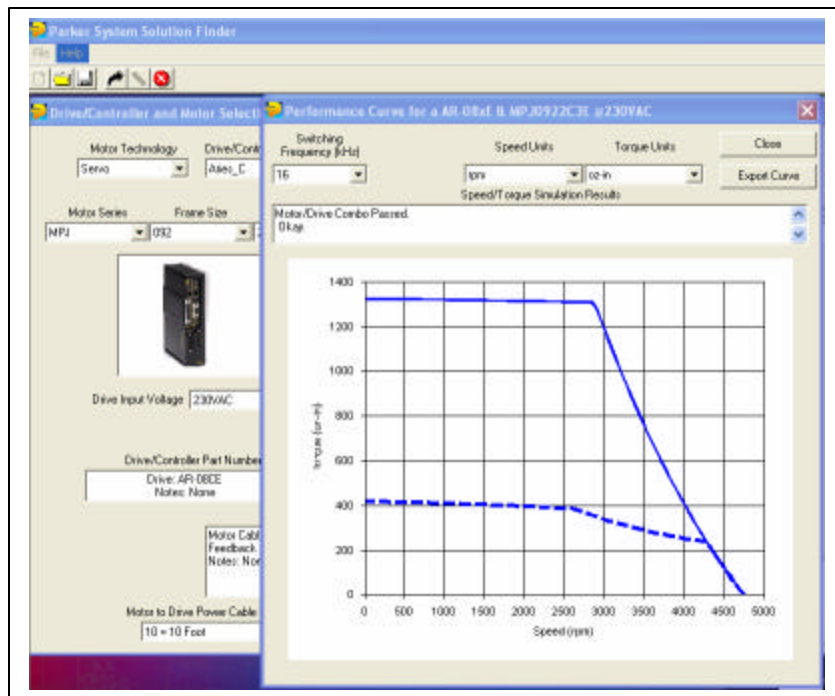 Parker System Solution Finder
File Help
Drive/Controller and Motor Selecti
Motor Technology Drive/Contr
Servo Aries_C
Motor Series Frame Size
MPJ 092
Drive Input Voltage 230VAC
Drive/Controller Part Number
Drive: AR-08CE
Notes: None
Motor Cabl
Feedback
Notes: Nor
Motor to Drive Power Cable
10 = 10 Foot
Performance Curve for a AR-08xE & MPJ0922C3E @230VAC
Switching
Frequency (kHz)
Speed Units
Torque Units
Close
16
rpm
oz-in
Export Curve
Speed/Torque Simulation Results
Motor/Drive Combo Passed.
Okay.
1400
1200
1000
800
600
400
200
0
Torque (oz-in)
0 500 1000 1500 2000 2500 3000 3500 4000 4500 5000
Speed (rpm)